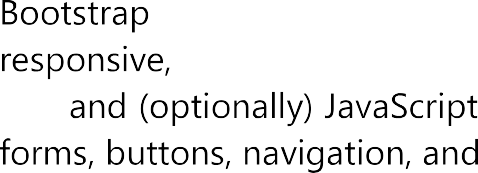 Bootstrap
responsive,
and (optionally) JavaScript
forms, buttons, navigation, and